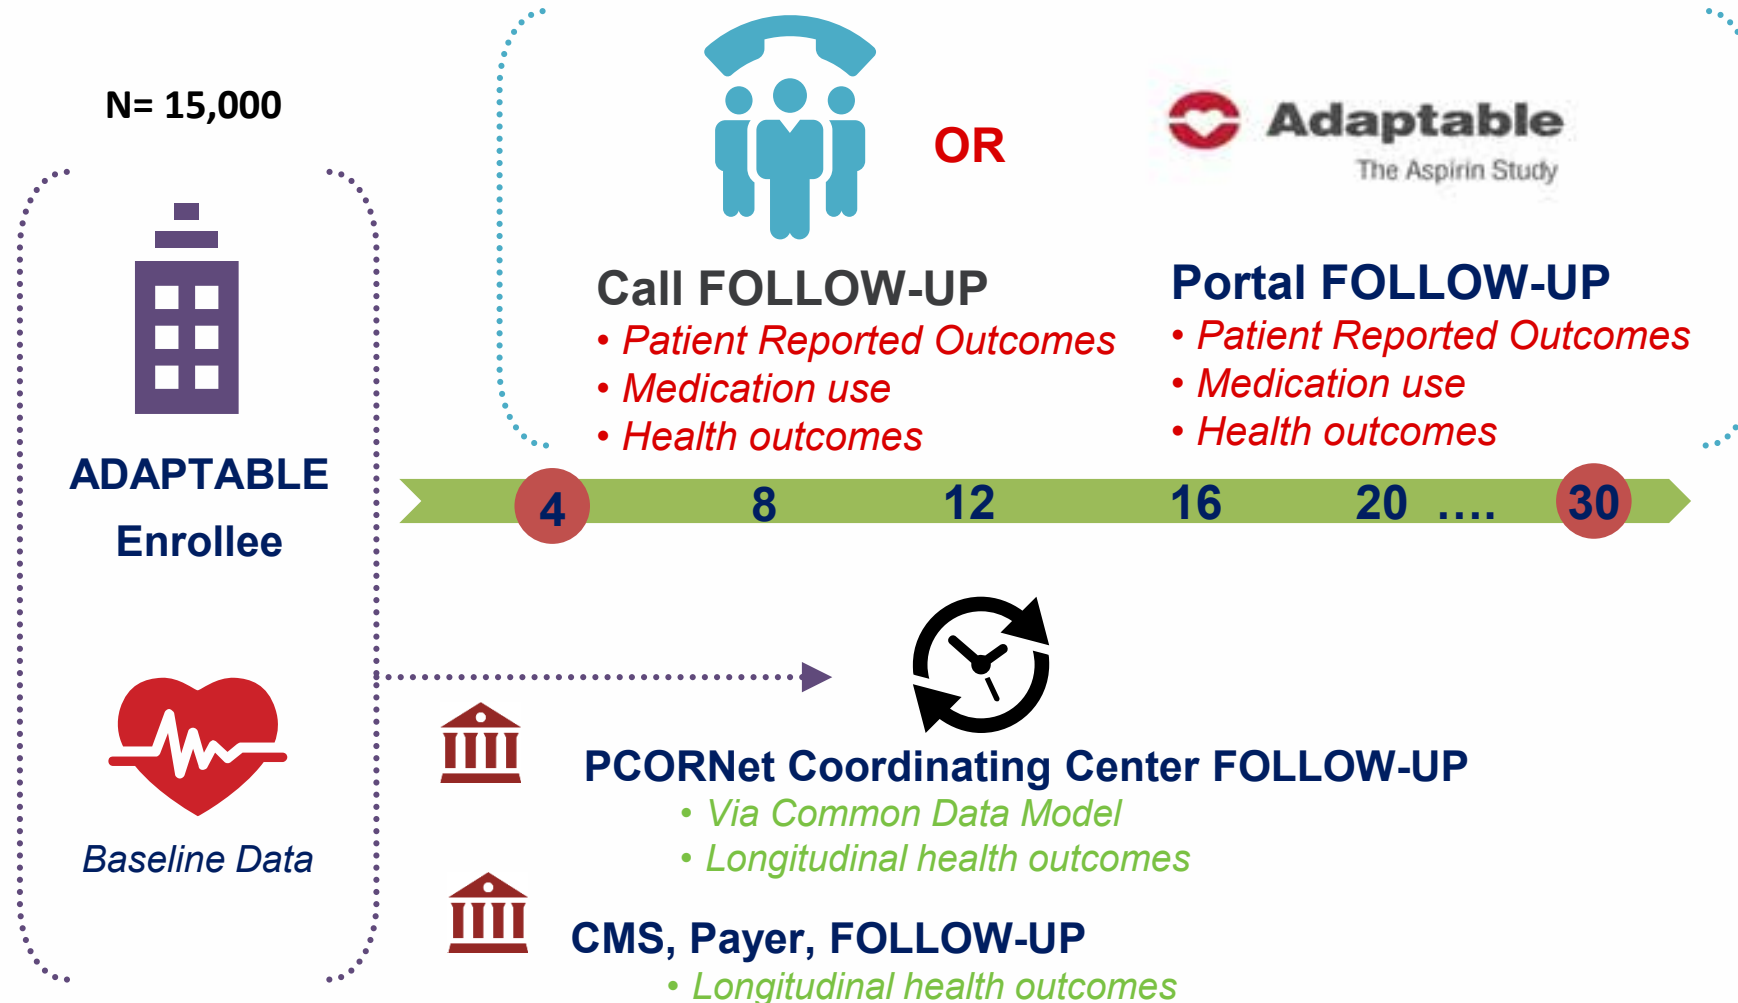 N= 15,000
ADAPTABLE
Enrollee
Baseline Data
OR
Adaptable
The Aspirin Study
Call FOLLOW-UP
• Patient Reported Outcomes
• Medication use
• Health outcomes
Portal FOLLOW-UP
• Patient Reported Outcomes
• Medication use
• Health outcomes
4 8 12 16 20 .... 30
PCORNet Coordinating Center FOLLOW-UP
• Via Common Data Model
• Longitudinal health outcomes
CMS, Payer, FOLLOW-UP
• Longitudinal health outcomes